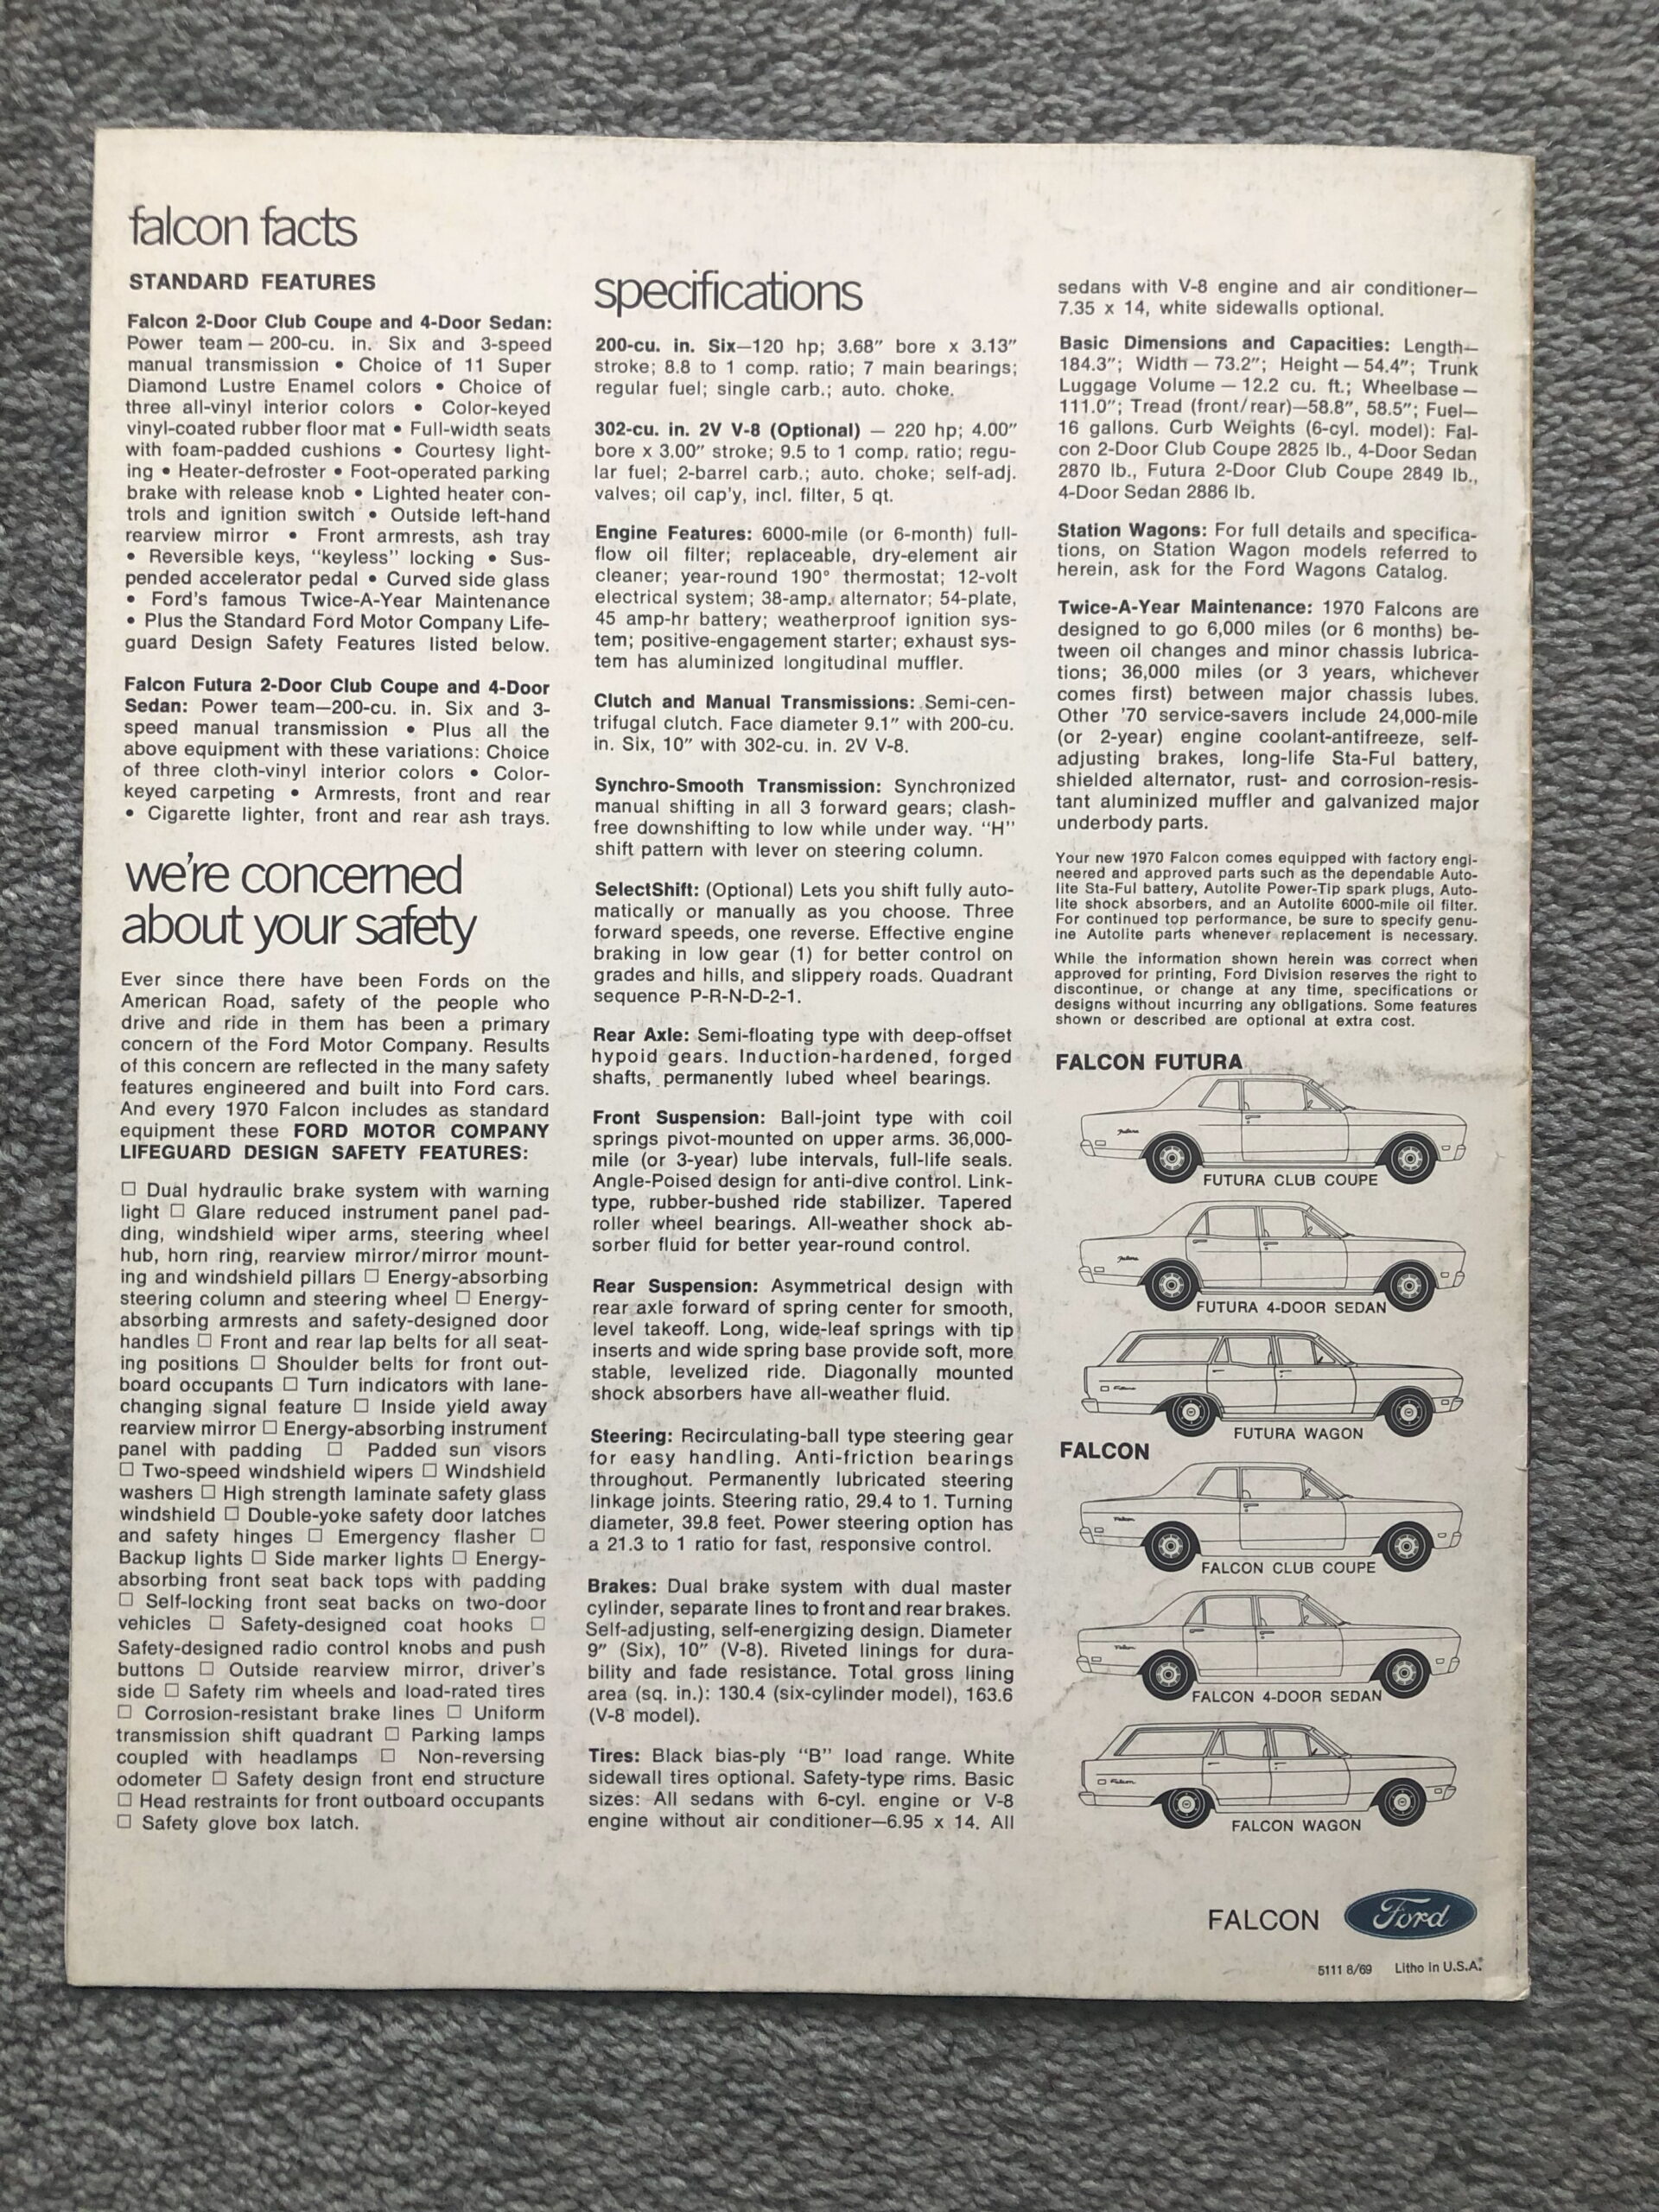 falcon facts
STANDARD FEATURES
Falcon 2-Door Club Coupe and 4-Door Sedan:
Power team — 200-cu. in. Six and 3-speed
manual transmission • Choice of 11 Super
Diamond Lustre Enamel colors • Choice of
three all-vinyl interior colors • Color-keyed
vinyl-coated rubber floor mat • Full-width seats
with foam-padded cushions • Courtesy light-
ing • Heater-defroster • Foot-operated parking
brake with release knob • Lighted heater con-
trols and ignition switch • Outside left-hand
rearview mirror • Front armrests, ash tray
• Reversible keys, “keyless” locking • Sus-
pended accelerator pedal • Curved side glass
• Ford's famous Twice-A-Year Maintenance
• Plus the Standard Ford Motor Company Life-
guard Design Safety Features listed below.
Falcon Futura 2-Door Club Coupe and 4-Door
Sedan: Power team—200-cu. in. Six and 3-
speed manual transmission • Plus all the
above equipment with these variations: Choice
of three cloth-vinyl interior colors • Color-
keyed carpeting • Armrests, front and rear
• Cigarette lighter, front and rear ash trays.
we're concerned
about your safety
Ever since there have been Fords on the
American Road, safety of the people who
drive and ride in them has been a primary
concern of the Ford Motor Company. Results
of this concern are reflected in the many safety
features engineered and built into Ford cars.
And every 1970 Falcon includes as standard
equipment these FORD MOTOR COMPANY
LIFEGUARD DESIGN SAFETY FEATURES:
☐ Dual hydraulic brake system with warning
light ☐ Glare reduced instrument panel pad-
ding, windshield wiper arms, steering wheel
hub, horn ring, rearview mirror/mirror mount-
ing and windshield pillars ☐ Energy-absorbing
steering column and steering wheel ☐ Energy-
absorbing armrests and safety-designed door
handles ☐ Front and rear lap belts for all seat-
ing positions ☐ Shoulder belts for front out-
board occupants ☐ Turn indicators with lane-
changing signal feature ☐ Inside yield away
rearview mirror ☐ Energy-absorbing instrument
panel with padding ☐ Padded sun visors
☐ Two-speed windshield wipers ☐ Windshield
washers ☐ High strength laminate safety glass
windshield ☐ Double-yoke safety door latches
and safety hinges ☐ Emergency flasher ☐
Backup lights ☐ Side marker lights ☐ Energy-
absorbing front seat back tops with padding
☐ Self-locking front seat backs on two-door
vehicles ☐ Safety-designed coat hooks ☐
Safety-designed radio control knobs and push
buttons ☐ Outside rearview mirror, driver's
side ☐ Safety rim wheels and load-rated tires
☐ Corrosion-resistant brake lines ☐ Uniform
transmission shift quadrant ☐ Parking lamps
coupled with headlamps ☐ Non-reversing
odometer ☐ Safety design front end structure
☐ Head restraints for front outboard occupants
☐ Safety glove box latch.
specifications
200-cu. in. Six—120 hp; 3.68″ bore x 3.13″
stroke; 8.8 to 1 comp. ratio; 7 main bearings;
regular fuel; single carb.; auto. choke.
302-cu. in. 2V V-8 (Optional) — 220 hp; 4.00″
bore x 3.00″ stroke; 9.5 to 1 comp. ratio; regu-
lar fuel; 2-barrel carb.; auto. choke; self-adj.
valves; oil cap'y, incl. filter, 5 qt.
Engine Features: 6000-mile (or 6-month) full-
flow oil filter; replaceable, dry-element air
cleaner; year-round 190° thermostat; 12-volt
electrical system; 38-amp. alternator; 54-plate,
45 amp-hr battery; weatherproof ignition sys-
tem; positive-engagement starter; exhaust sys-
tem has aluminized longitudinal muffler.
Clutch and Manual Transmissions: Semi-cen-
trifugal clutch. Face diameter 9.1″ with 200-cu.
in. Six, 10″ with 302-cu. in. 2V V-8.
Synchro-Smooth Transmission: Synchronized
manual shifting in all 3 forward gears; clash-
free downshifting to low while under way. “H”
shift pattern with lever on steering column.
SelectShift: (Optional) Lets you shift fully auto-
matically or manually as you choose. Three
forward speeds, one reverse. Effective engine
braking in low gear (1) for better control on
grades and hills, and slippery roads. Quadrant
sequence P-R-N-D-2-1.
Rear Axle: Semi-floating type with deep-offset
hypoid gears. Induction-hardened, forged
shafts, permanently lubed wheel bearings.
Front Suspension: Ball-joint type with coil
springs pivot-mounted on upper arms. 36,000-
mile (or 3-year) lube intervals, full-life seals.
Angle-Poised design for anti-dive control. Link-
type, rubber-bushed ride stabilizer. Tapered
roller wheel bearings. All-weather shock ab-
sorber fluid for better year-round control.
Rear Suspension: Asymmetrical design with
rear axle forward of spring center for smooth,
level takeoff. Long, wide-leaf springs with tip
inserts and wide spring base provide soft, more
stable, levelized ride. Diagonally mounted
shock absorbers have all-weather fluid.
Steering: Recirculating-ball type steering gear
for easy handling. Anti-friction bearings
throughout. Permanently lubricated steering
linkage joints. Steering ratio, 29.4 to 1. Turning
diameter, 39.8 feet. Power steering option has
a 21.3 to 1 ratio for fast, responsive control.
Brakes: Dual brake system with dual master
cylinder, separate lines to front and rear brakes.
Self-adjusting, self-energizing design. Diameter
9″ (Six), 10″ (V-8). Riveted linings for dura-
bility and fade resistance. Total gross lining
area (sq. in.): 130.4 (six-cylinder model), 163.6
(V-8 model).
Tires: Black bias-ply “B” load range. White
sidewall tires optional. Safety-type rims. Basic
sizes: All sedans with 6-cyl. engine or V-8
engine without air conditioner—6.95 x 14. All
sedans with V-8 engine and air conditioner—
7.35 x 14, white sidewalls optional.
Basic Dimensions and Capacities: Length—
184.3″; Width — 73.2″; Height — 54.4″; Trunk
Luggage Volume — 12.2 cu. ft.; Wheelbase —
111.0″; Tread (front/rear)—58.8″, 58.5″; Fuel—
16 gallons. Curb Weights (6-cyl. model): Fal-
con 2-Door Club Coupe 2825 lb., 4-Door Sedan
2870 lb., Futura 2-Door Club Coupe 2849 lb.,
4-Door Sedan 2886 lb.
Station Wagons: For full details and specifica-
tions, on Station Wagon models referred to
herein, ask for the Ford Wagons Catalog.
Twice-A-Year Maintenance: 1970 Falcons are
designed to go 6,000 miles (or 6 months) be-
tween oil changes and minor chassis lubrica-
tions; 36,000 miles (or 3 years, whichever
comes first) between major chassis lubes.
Other '70 service-savers include 24,000-mile
(or 2-year) engine coolant-antifreeze, self-
adjusting brakes, long-life Sta-Ful battery,
shielded alternator, rust- and corrosion-resis-
tant aluminized muffler and galvanized major
underbody parts.
Your new 1970 Falcon comes equipped with factory engi-
neered and approved parts such as the dependable Auto-
lite Sta-Ful battery, Autolite Power-Tip spark plugs, Auto-
lite shock absorbers, and an Autolite 6000-mile oil filter.
For continued top performance, be sure to specify genu-
ine Autolite parts whenever replacement is necessary.
While the information shown herein was correct when
approved for printing, Ford Division reserves the right to
discontinue, or change at any time, specifications or
designs without incurring any obligations. Some features
shown or described are optional at extra cost.
FALCON FUTURA
Futura
FUTURA CLUB COUPE
Futura
FUTURA 4-DOOR SEDAN
Futura
FUTURA WAGON
FALCON
Falcon
FALCON CLUB COUPE
Falcon
FALCON 4-DOOR SEDAN
Falcon
FALCON WAGON
FALCON Ford
5111 8/69 Litho in U.S.A.